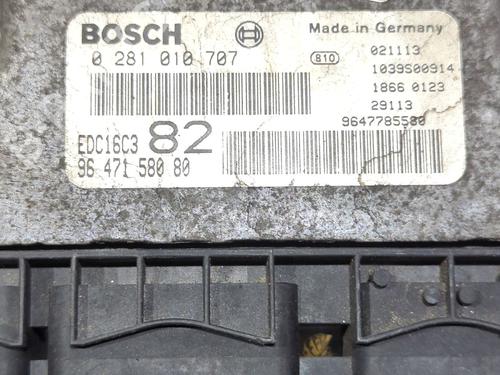 BOSCH
Made in Germany
0 281 010 707
B10
021113
1039S00914
1866 0123
29113
EDC16C3
82
9647785580
96 471 580 80